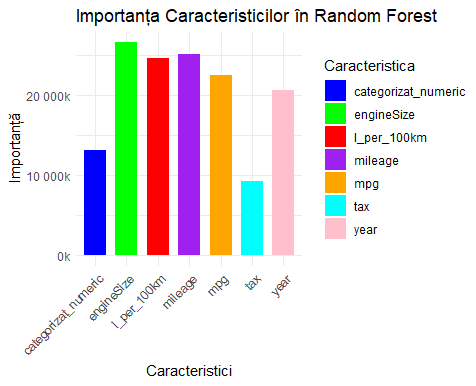 Importanța Caracteristicilor în Random Forest
Importanță
20 000k
10 000k
0k
categorizat_numeric
engineSize
l_per_100km
mileage
mpg
tax
year
Caracteristici
Caracteristica
categorizat_numeric
engineSize
l_per_100km
mileage
mpg
tax
year